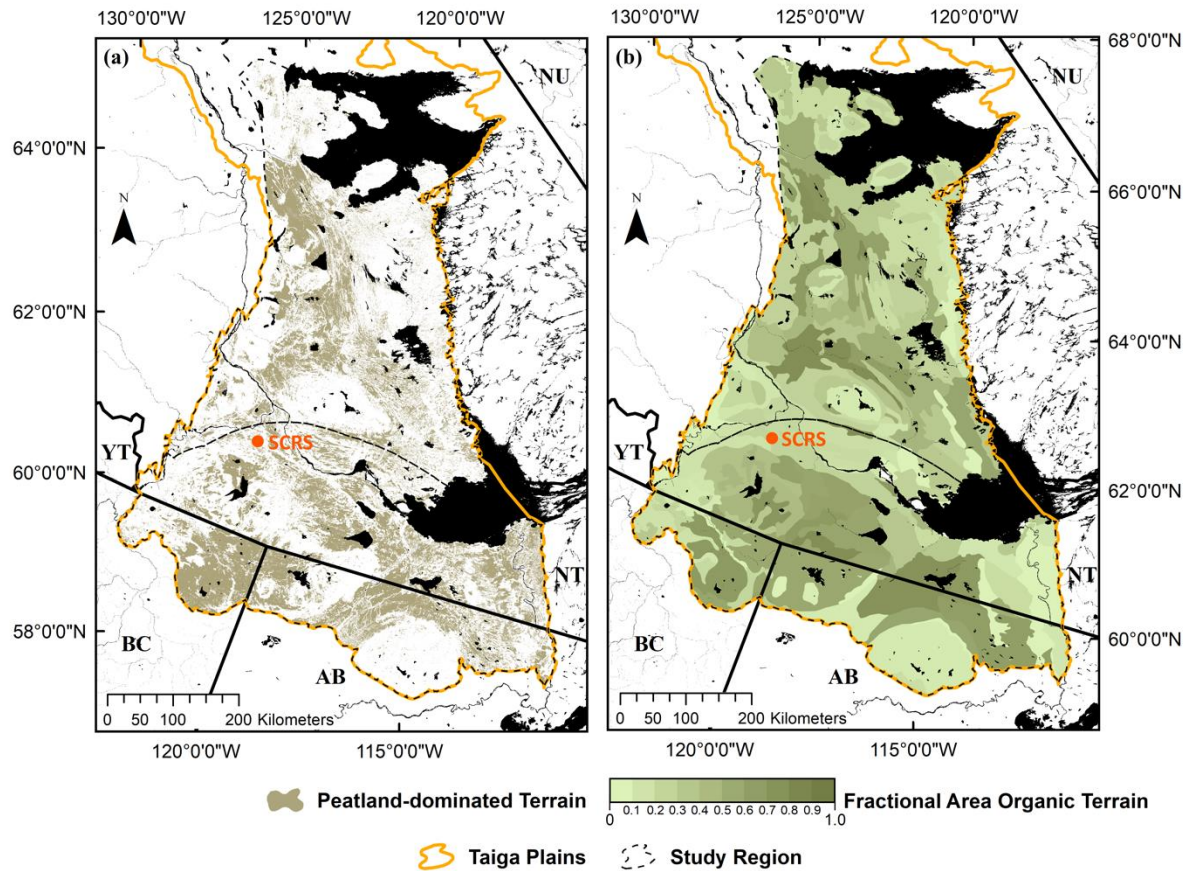 130°0'0"W 125°0'0"W 120°0'0"W 130°0'0"W 125°0'0"W 120°0'0"W
(a) NU (b) NU 68°0'0"N
64°0'0"N
66°0'0"N
N N
62°0'0"N
64°0'0"N
SCRS SCRS
YT YT
60°0'0"N
62°0'0"N
NT NT
58°0'0"N
60°0'0"N
BC BC
AB AB
0 50 100 200 Kilometers 0 50 100 200 Kilometers
120°0'0"W 115°0'0"W 120°0'0"W 115°0'0"W
Peatland-dominated Terrain 0.1 0.2 0.3 0.4 0.5 0.6 0.7 0.8 0.9 Fractional Area Organic Terrain
0 1.0
Taiga Plains Study Region